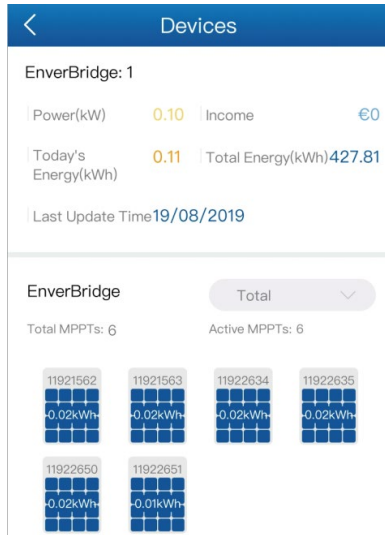 Devices
EnverBridge: 1
Power(kW) 0.10 Income €0
Today's Energy(kWh) 0.11 Total Energy(kWh) 427.81
Last Update Time 19/08/2019
EnverBridge Total
Total MPPTs: 6 Active MPPTs: 6
11921562 11921563 11922634 11922635
0.02kWh 0.02kWh 0.02kWh 0.02kWh
11922650 11922651
0.02kWh 0.01kWh